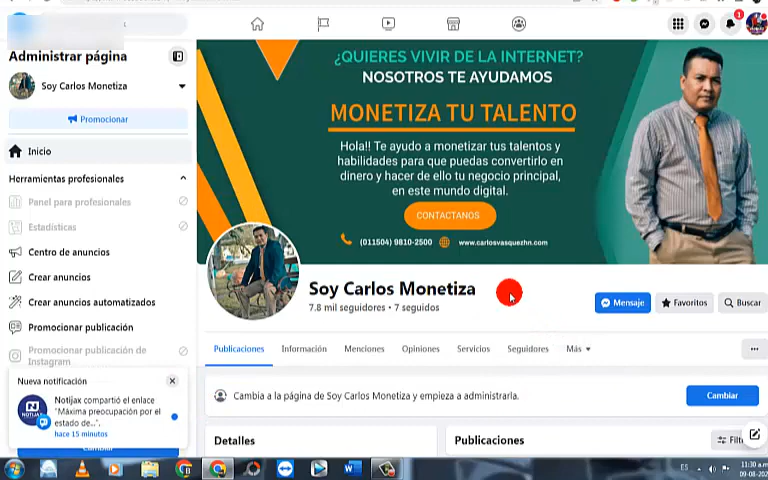 Administrar página
Soy Carlos Monetiza
Promocionar
Inicio
Herramientas profesionales
Panel para profesionales
Estadísticas
Centro de anuncios
Crear anuncios
Crear anuncios automatizados
Promocionar publicación
Promocionar publicación de
Instagram
Nueva notificación
NOTIJAX
Notijax compartió el enlace
"Máxima preocupación por el
estado de...".
hace 15 minutos
1
¿QUIERES VIVIR DE LA INTERNET?
NOSOTROS TE AYUDAMOS
MONETIZA TU TALENTO
Hola!! Te ayudo a monetizar tus talentos y
habilidades para que puedas convertirlo en
dinero y hacer de ello tu negocio principal,
en este mundo digital.
CONTACTANOS
(011504) 9810-2500 www.carlosvasquezhn.com
Soy Carlos Monetiza
7.8 mil seguidores • 7 seguidos
Mensaje
Favoritos
Buscar
Publicaciones Información Menciones Opiniones Servicios Seguidores Más
Cambia a la página de Soy Carlos Monetiza y empieza a administrarla.
Cambiar
Detalles
Publicaciones
ES
11:30 a.m